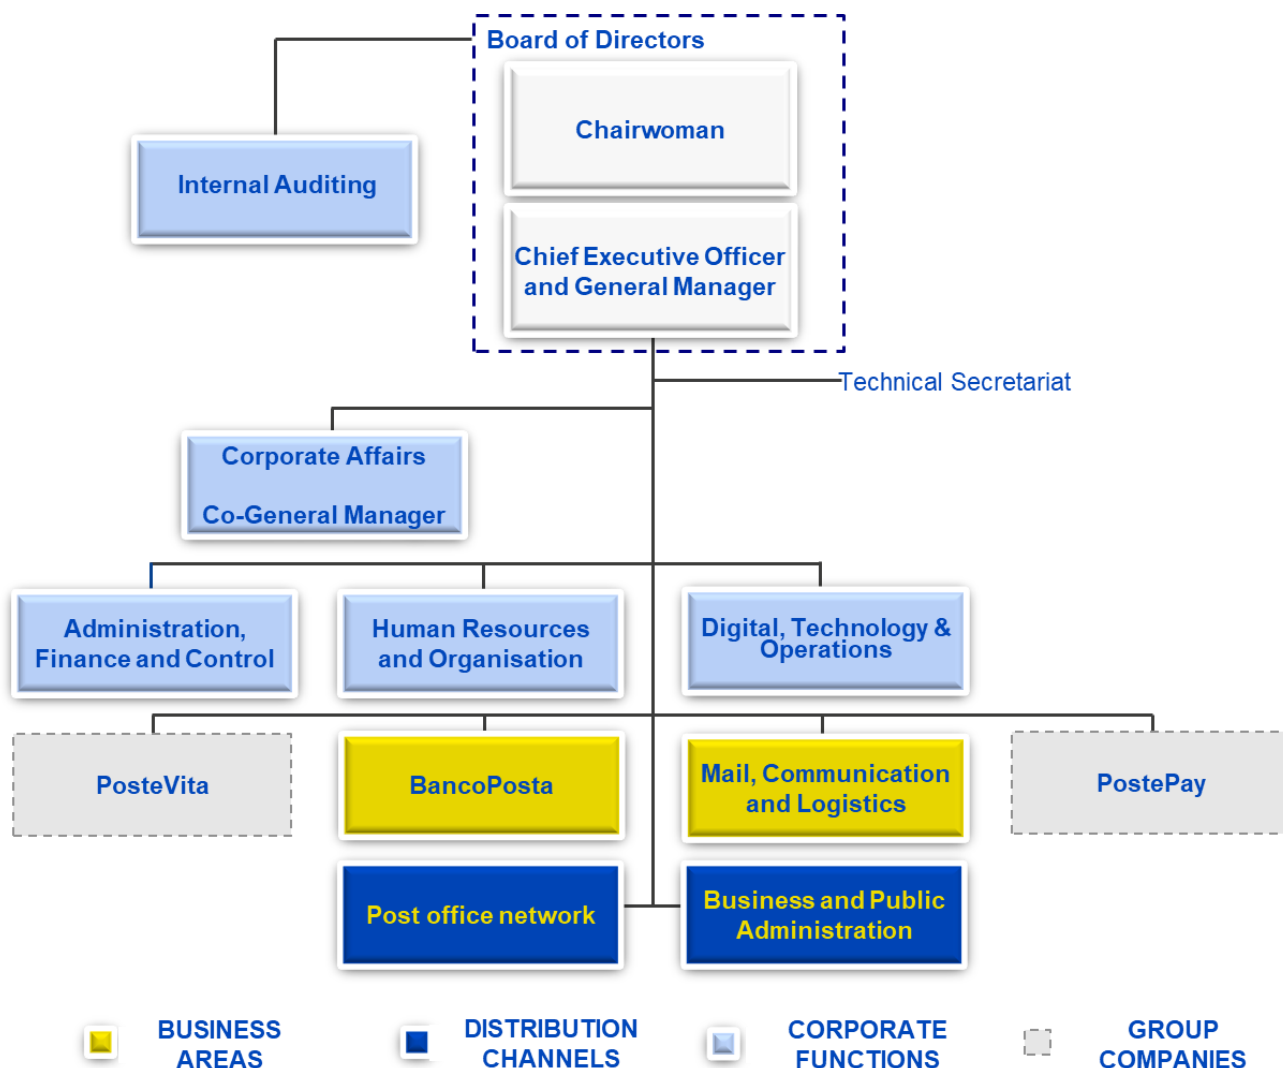 Board of Directors
Chairwoman
Internal Auditing
Chief Executive Officer
and General Manager
Technical Secretariat
Corporate Affairs
Co-General Manager
Administration,
Finance and Control
Human Resources
and Organisation
Digital, Technology &
Operations
PosteVita
BancoPosta
Mail, Communication
and Logistics
PostePay
Post office network
Business and Public
Administration
BUSINESS
AREAS
DISTRIBUTION
CHANNELS
CORPORATE
FUNCTIONS
GROUP
COMPANIES